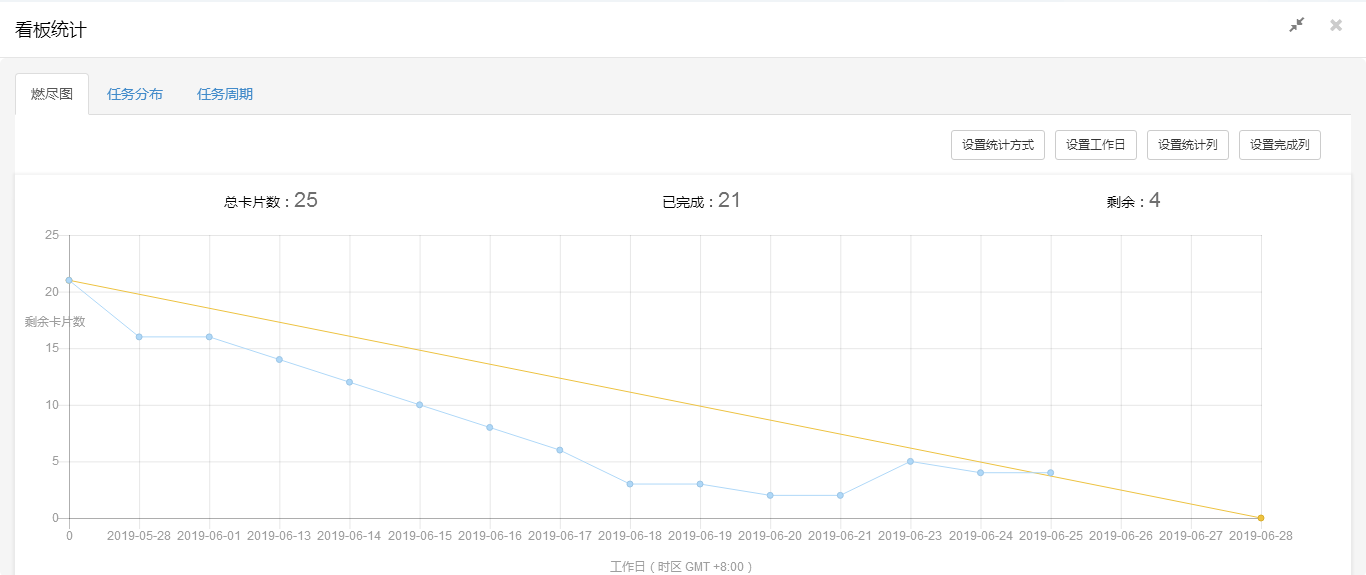 看板统计
燃尽图 任务分布 任务周期
设置统计方式 设置工作日 设置统计列 设置完成列
总卡片数：25 已完成：21 剩余：4
25
20
剩余卡片数
15
10
5
0
0 2019-05-28 2019-06-01 2019-06-13 2019-06-14 2019-06-15 2019-06-16 2019-06-17 2019-06-18 2019-06-19 2019-06-20 2019-06-21 2019-06-23 2019-06-24 2019-06-25 2019-06-26 2019-06-27 2019-06-28
工作日（时区 GMT +8:00 ）